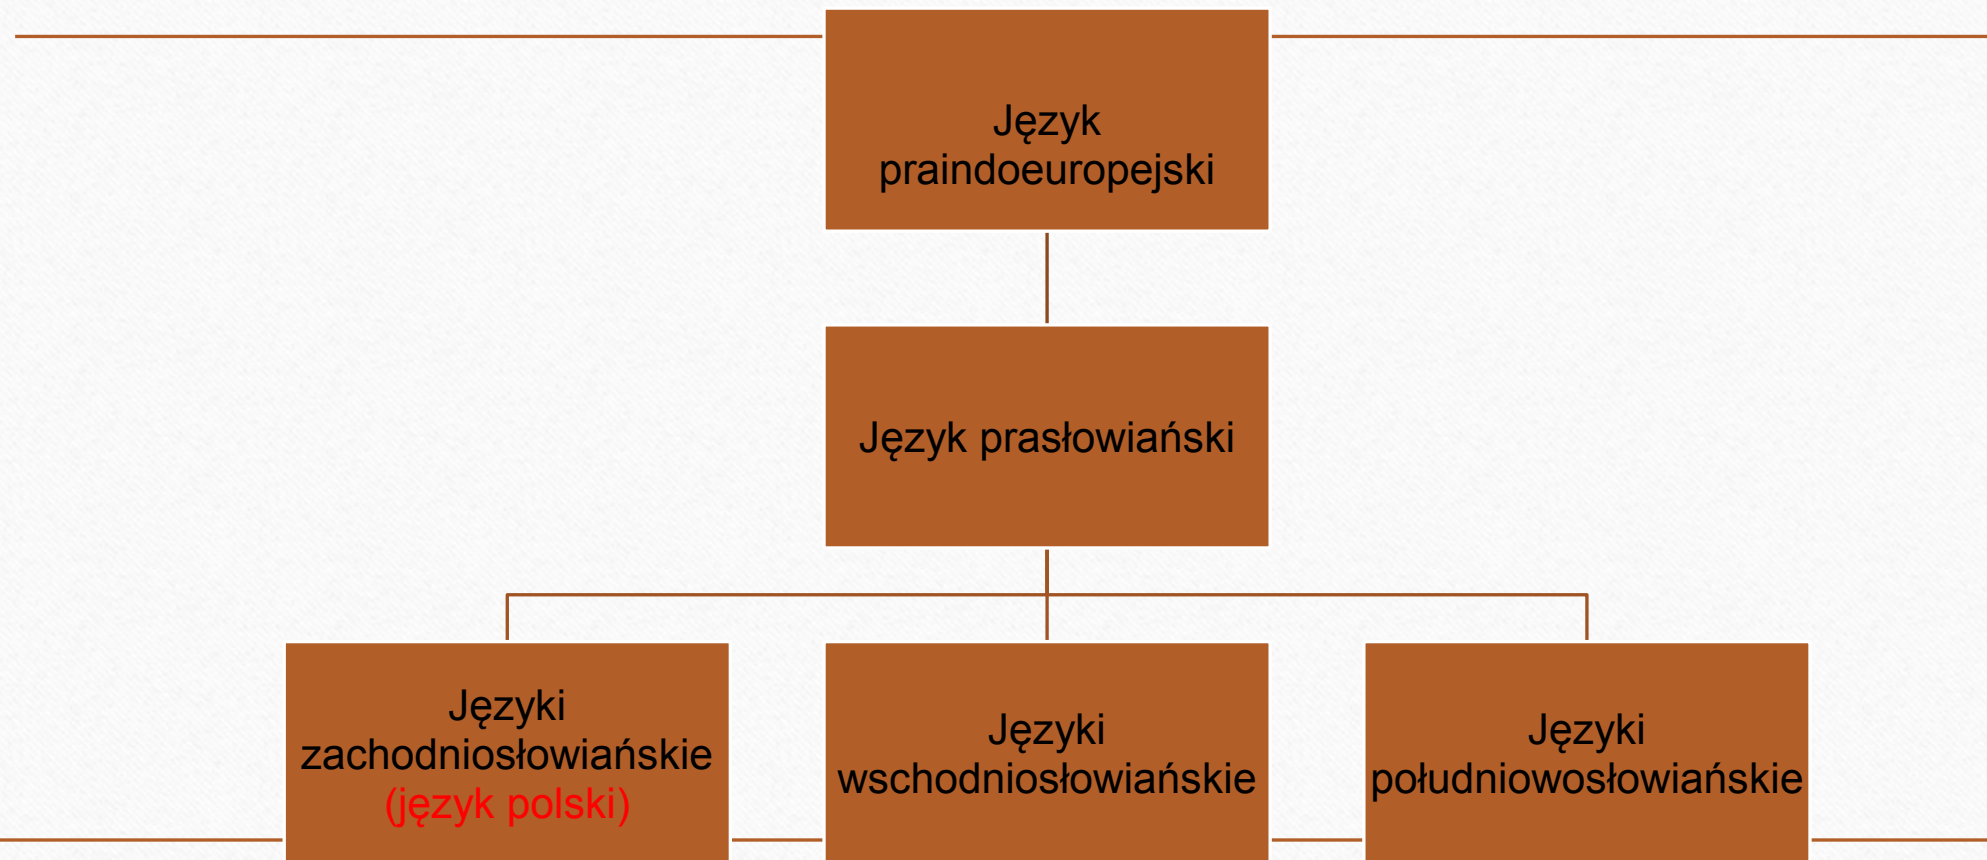 Język
praindoeuropejski
Język prasłowiański
Języki
zachodniosłowiańskie
(język polski)
Języki
wschodniosłowiańskie
Języki
południowosłowiańskie